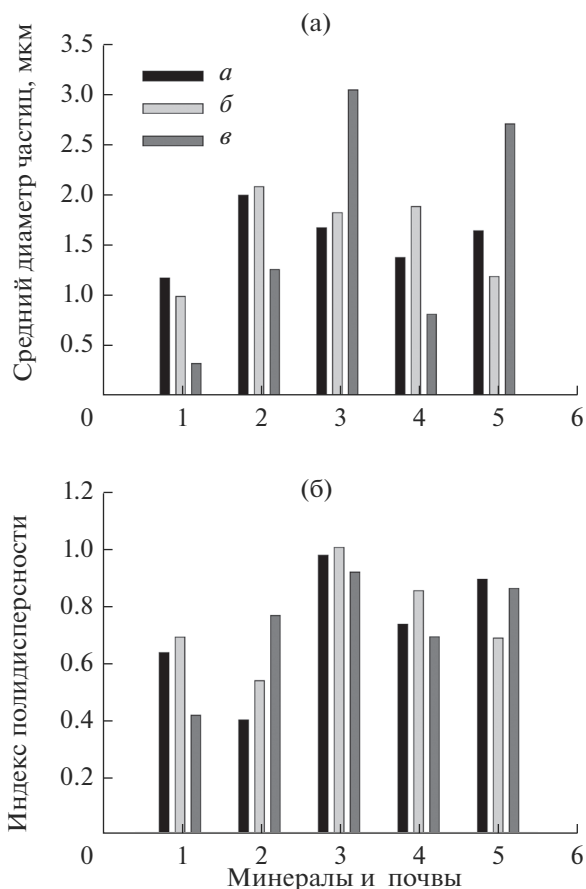 (а)
Средний диаметр частиц, мкм
3.5
3.0
2.5
2.0
1.5
1.0
0.5
0
а
б
в
1 2 3 4 5 6
(б)
Индекс полидисперсности
1.2
1.0
0.8
0.6
0.4
0.2
0
1 2 3 4 5 6
Минералы и почвы